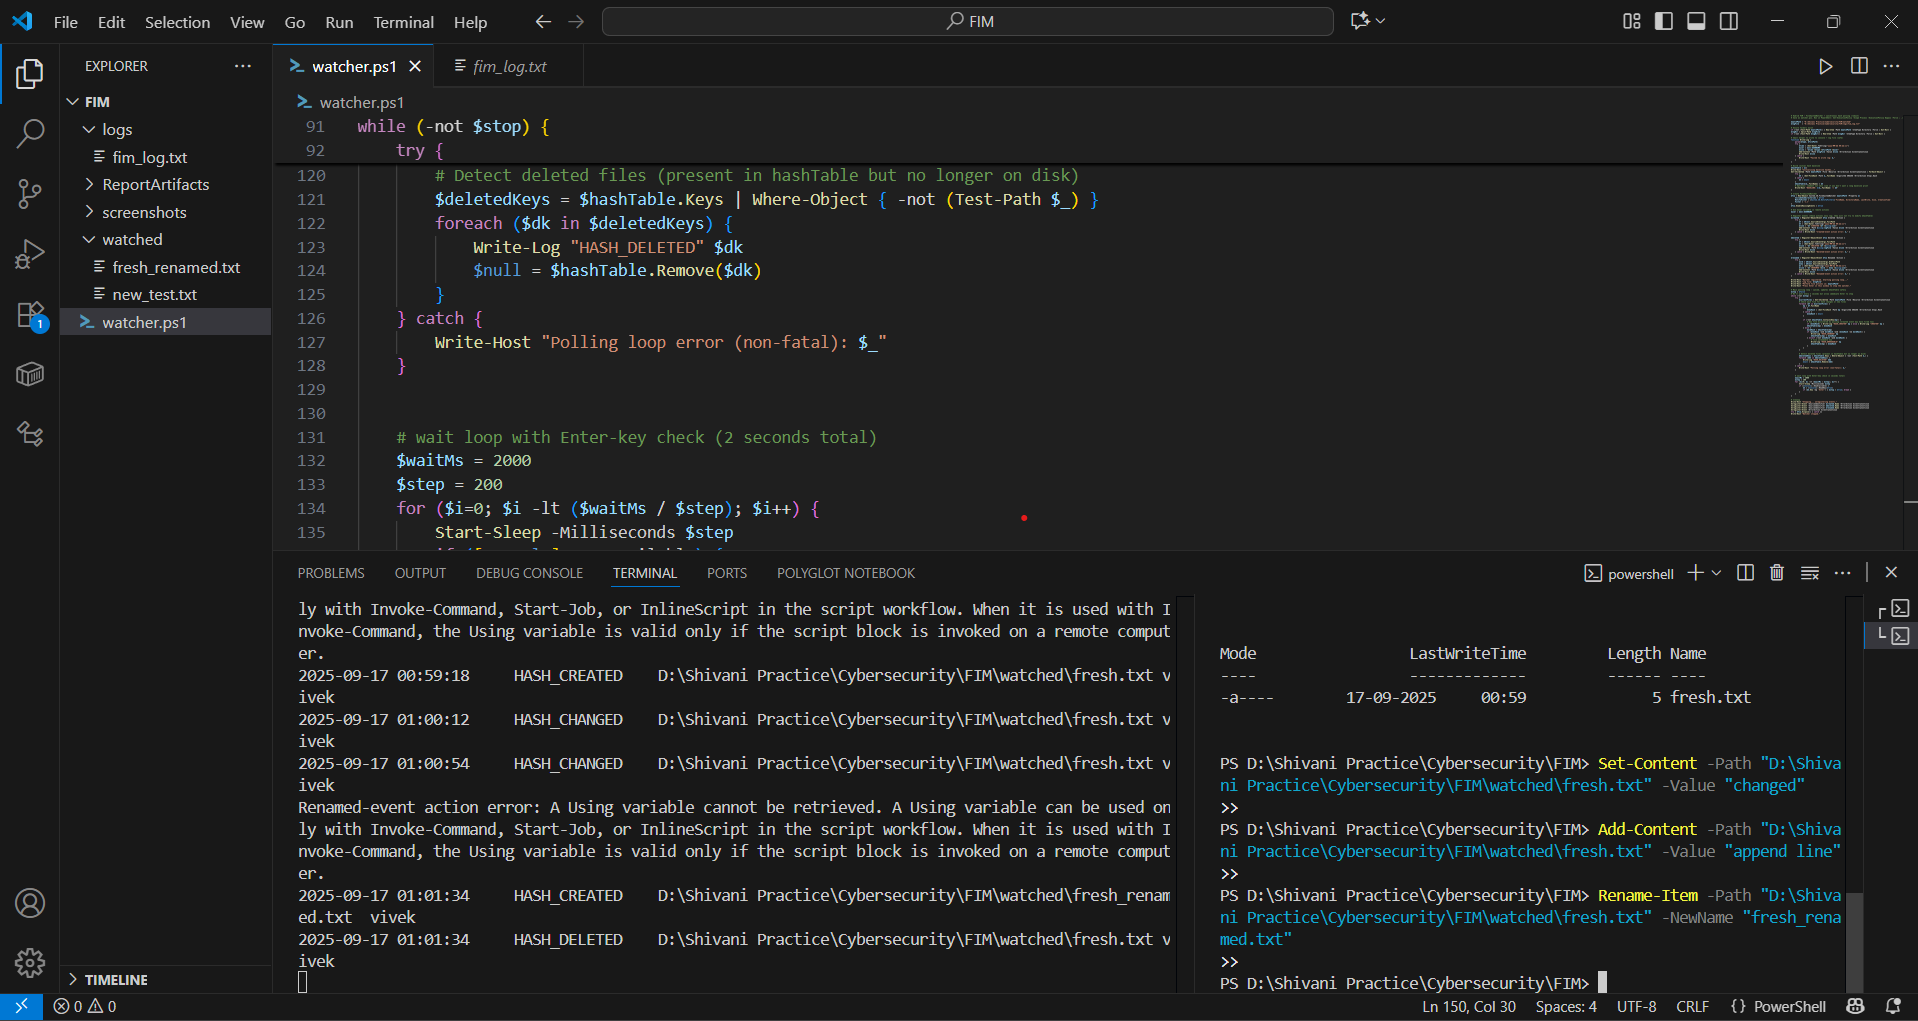 File Edit Selection View Go Run Terminal Help
FIM
EXPLORER
FIM
logs
fim_log.txt
ReportArtifacts
screenshots
watched
fresh_renamed.txt
new_test.txt
watcher.ps1
TIMELINE
1
watcher.ps1
fim_log.txt
watcher.ps1
91 while (-not $stop) {
92 try {
120 # Detect deleted files (present in hashTable but no longer on disk)
121 $deletedKeys = $hashTable.Keys | Where-Object { -not (Test-Path $_) }
122 foreach ($dk in $deletedKeys) {
123 Write-Log "HASH_DELETED" $dk
124 $null = $hashTable.Remove($dk)
125 }
126 } catch {
127 Write-Host "Polling loop error (non-fatal): $_"
128 }
129
130
131 # wait loop with Enter-key check (2 seconds total)
132 $waitMs = 2000
133 $step = 200
134 for ($i=0; $i -lt ($waitMs / $step); $i++) {
135 Start-Sleep -Milliseconds $step
PROBLEMS OUTPUT DEBUG CONSOLE TERMINAL PORTS POLYGLOT NOTEBOOK
powershell
ly with Invoke-Command, Start-Job, or InlineScript in the script workflow. When it is used with I
nvoke-Command, the Using variable is valid only if the script block is invoked on a remote comput
er.
2025-09-17 00:59:18 HASH_CREATED D:\Shivani Practice\Cybersecurity\FIM\watched\fresh.txt v
ivek
2025-09-17 01:00:12 HASH_CHANGED D:\Shivani Practice\Cybersecurity\FIM\watched\fresh.txt v
ivek
2025-09-17 01:00:54 HASH_CHANGED D:\Shivani Practice\Cybersecurity\FIM\watched\fresh.txt v
ivek
Renamed-event action error: A Using variable cannot be retrieved. A Using variable can be used on
ly with Invoke-Command, Start-Job, or InlineScript in the script workflow. When it is used with I
nvoke-Command, the Using variable is valid only if the script block is invoked on a remote comput
er.
2025-09-17 01:01:34 HASH_CREATED D:\Shivani Practice\Cybersecurity\FIM\watched\fresh_renam
ed.txt vivek
2025-09-17 01:01:34 HASH_DELETED D:\Shivani Practice\Cybersecurity\FIM\watched\fresh.txt v
ivek
Mode LastWriteTime Length Name
---- ------------- ------ ----
-a---- 17-09-2025 00:59 5 fresh.txt
PS D:\Shivani Practice\Cybersecurity\FIM> Set-Content -Path "D:\Shiva
ni Practice\Cybersecurity\FIM\watched\fresh.txt" -Value "changed"
>>
PS D:\Shivani Practice\Cybersecurity\FIM> Add-Content -Path "D:\Shiva
ni Practice\Cybersecurity\FIM\watched\fresh.txt" -Value "append line"
>>
PS D:\Shivani Practice\Cybersecurity\FIM> Rename-Item -Path "D:\Shiva
ni Practice\Cybersecurity\FIM\watched\fresh.txt" -NewName "fresh_rena
med.txt"
>>
PS D:\Shivani Practice\Cybersecurity\FIM>
0 0
Ln 150, Col 30 Spaces: 4 UTF-8 CRLF {} PowerShell